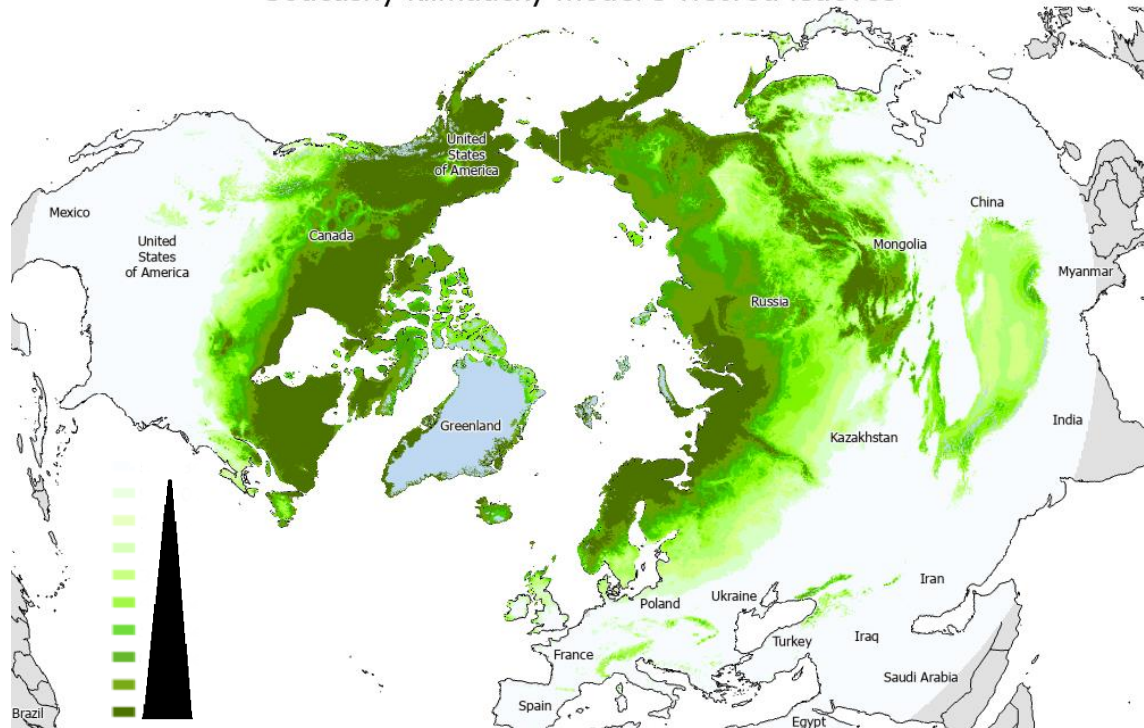 United
States
of America
Mexico
China
United
States
of America
Canada
Mongolia
Myanmar
Russia
Greenland
Kazakhstan
India
Poland
Ukraine
Iran
France
Turkey
Iraq
Spain
Saudi Arabia
Brazil
Egypt